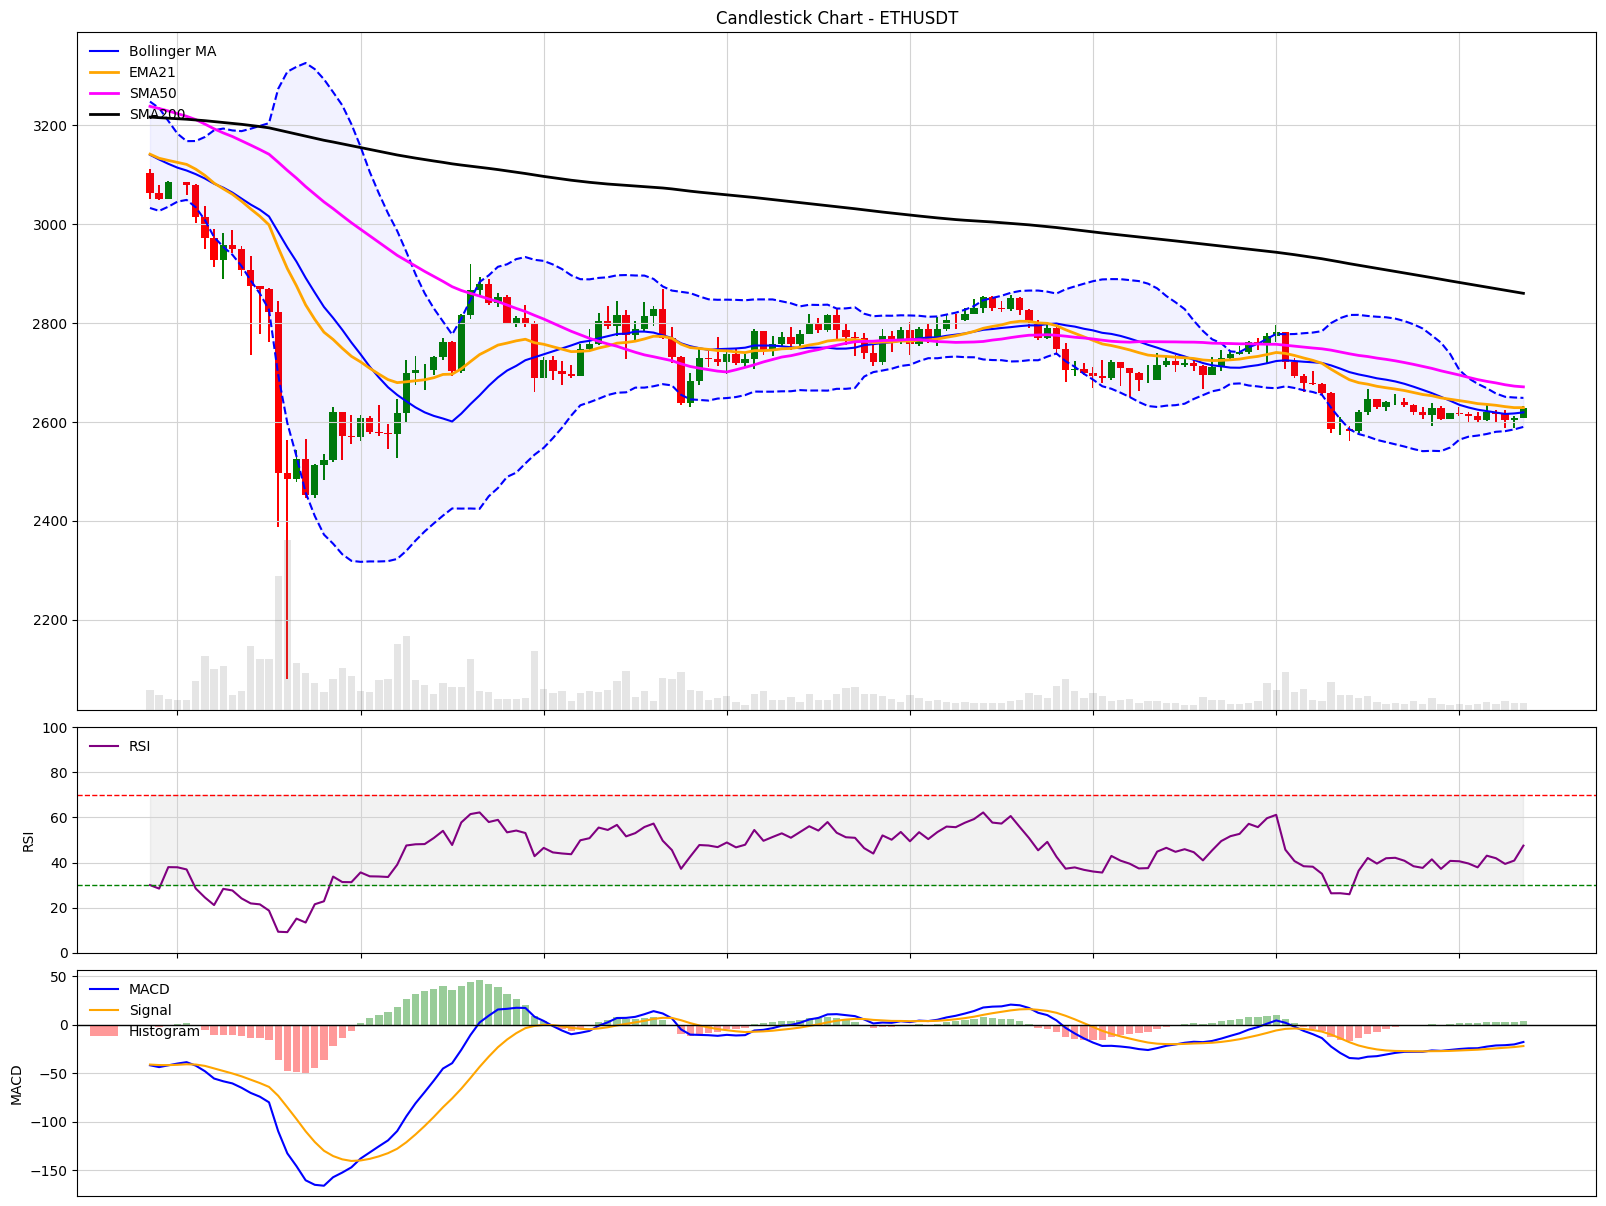 Candlestick Chart - ETHUSDT
Bollinger MA
EMA21
SMA50
SMA200
3200
3000
2800
2600
2400
2200
100
80
60
40
20
0
RSI
RSI
50
0
−50
−100
−150
MACD
MACD
Signal
Histogram